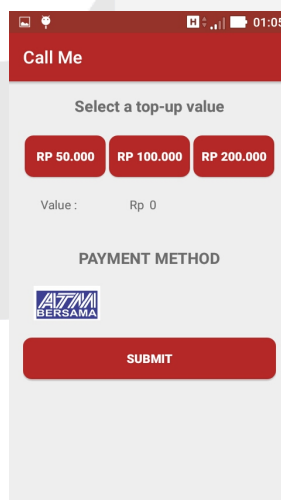 H 01:05
Call Me
Select a top-up value
RP 50.000 RP 100.000 RP 200.000
Value : Rp 0
PAYMENT METHOD
ATM
BERSAMA
SUBMIT